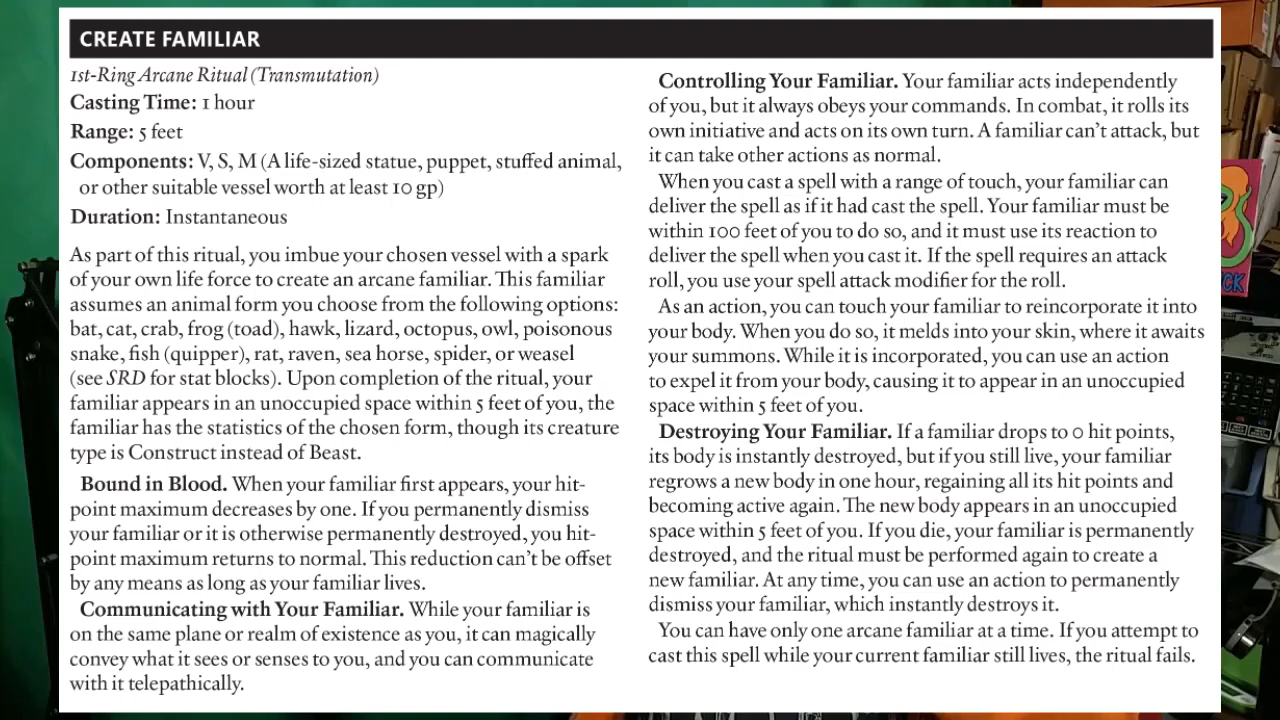 CREATE FAMILIAR
1st-Ring Arcane Ritual (Transmutation)
Casting Time: 1 hour
Range: 5 feet
Components: V, S, M (A life-sized statue, puppet, stuffed animal,
or other suitable vessel worth at least 10 gp)
Duration: Instantaneous
As part of this ritual, you imbue your chosen vessel with a spark
of your own life force to create an arcane familiar. This familiar
assumes an animal form you choose from the following options:
bat, cat, crab, frog (toad), hawk, lizard, octopus, owl, poisonous
snake, fish (quipper), rat, raven, sea horse, spider, or weasel
(see SRD for stat blocks). Upon completion of the ritual, your
familiar appears in an unoccupied space within 5 feet of you, the
familiar has the statistics of the chosen form, though its creature
type is Construct instead of Beast.
Bound in Blood. When your familiar first appears, your hit-
point maximum decreases by one. If you permanently dismiss
your familiar or it is otherwise permanently destroyed, you hit-
point maximum returns to normal. This reduction can't be offset
by any means as long as your familiar lives.
Communicating with Your Familiar. While your familiar is
on the same plane or realm of existence as you, it can magically
convey what it sees or senses to you, and you can communicate
with it telepathically.
Controlling Your Familiar. Your familiar acts independently
of you, but it always obeys your commands. In combat, it rolls its
own initiative and acts on its own turn. A familiar can't attack, but
it can take other actions as normal.
When you cast a spell with a range of touch, your familiar can
deliver the spell as if it had cast the spell. Your familiar must be
within 100 feet of you to do so, and it must use its reaction to
deliver the spell when you cast it. If the spell requires an attack
roll, you use your spell attack modifier for the roll.
As an action, you can touch your familiar to reincorporate it into
your body. When you do so, it melds into your skin, where it awaits
your summons. While it is incorporated, you can use an action
to expel it from your body, causing it to appear in an unoccupied
space within 5 feet of you.
Destroying Your Familiar. If a familiar drops to 0 hit points,
its body is instantly destroyed, but if you still live, your familiar
regrows a new body in one hour, regaining all its hit points and
becoming active again. The new body appears in an unoccupied
space within 5 feet of you. If you die, your familiar is permanently
destroyed, and the ritual must be performed again to create a
new familiar. At any time, you can use an action to permanently
dismiss your familiar, which instantly destroys it.
You can have only one arcane familiar at a time. If you attempt to
cast this spell while your current familiar still lives, the ritual fails.